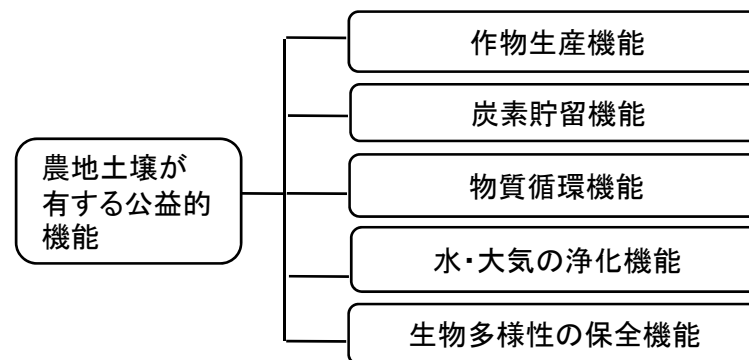 作物生産機能
炭素貯留機能
農地土壌が
有する公益的
機能
物質循環機能
水・大気の浄化機能
生物多様性の保全機能